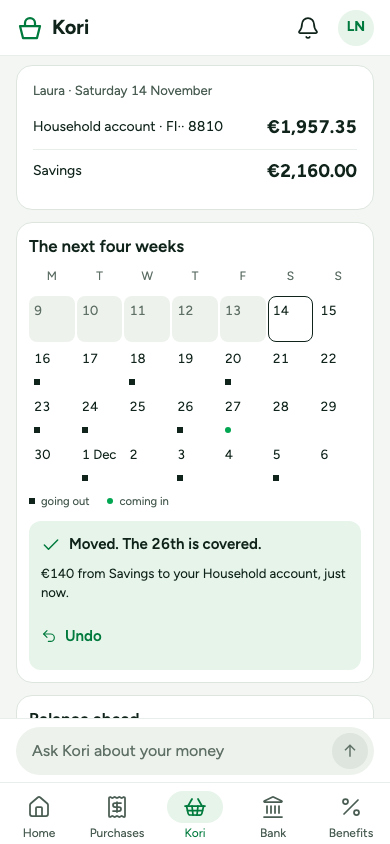 Kori
LN
Laura · Saturday 14 November
Household account · FI·· 8810 €1,957.35
Savings €2,160.00
The next four weeks
M T W T F S S
9 10 11 12 13 14 15
16 17 18 19 20 21 22
23 24 25 26 27 28 29
30 1 Dec 2 3 4 5 6
going out coming in
Moved. The 26th is covered.
€140 from Savings to your Household account, just
now.
Undo
Balance ahead
Ask Kori about your money
Home Purchases Kori Bank Benefits